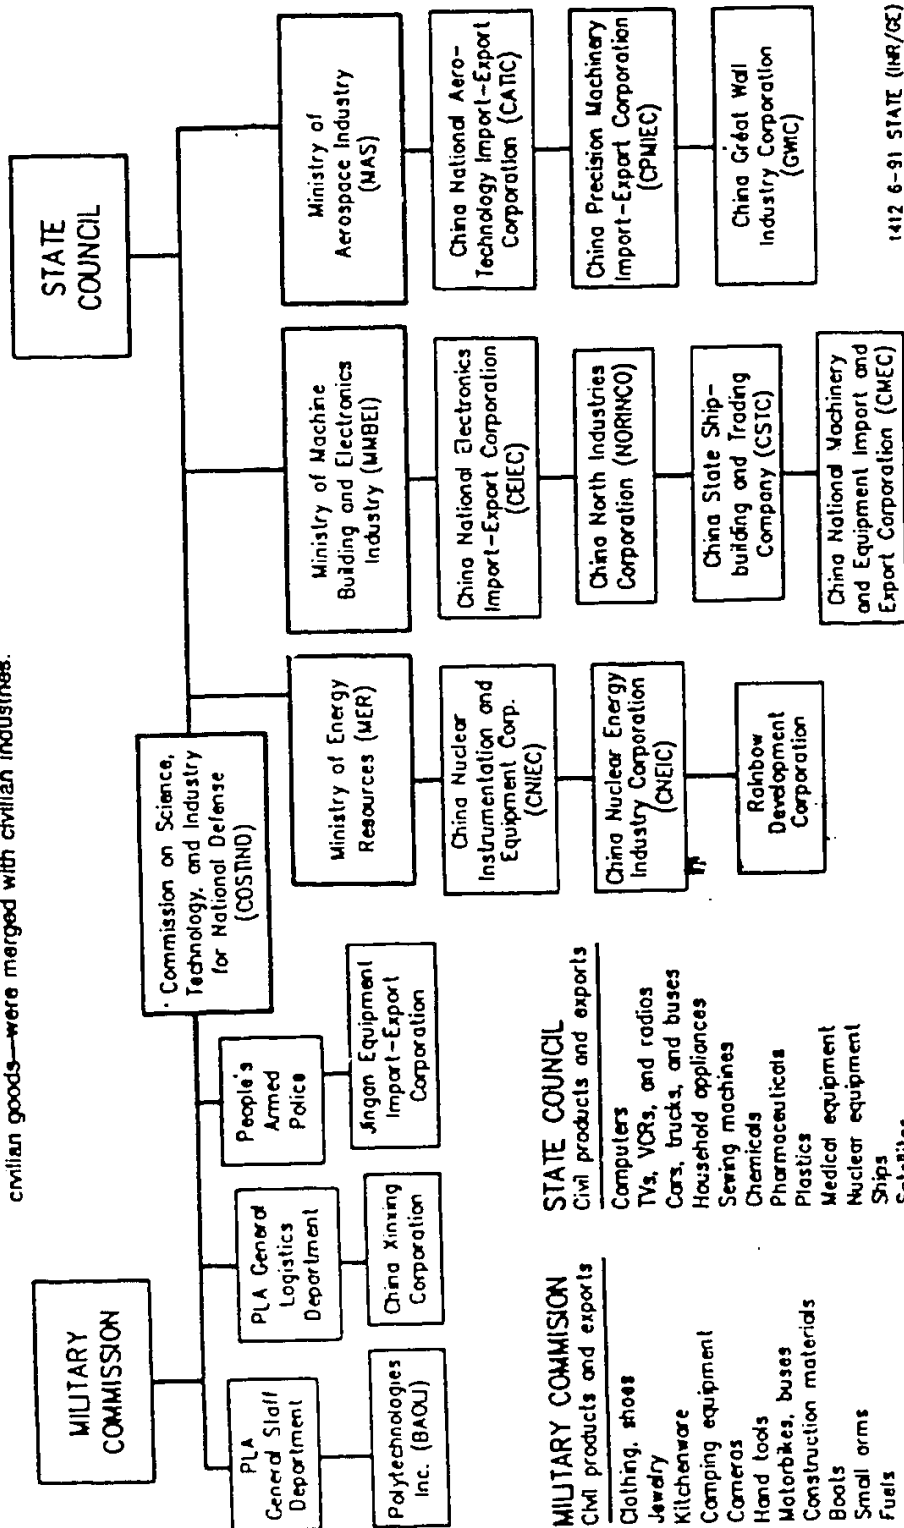 civilian goods—were merged with civilian industries.
MILITARY
COMMISSION
STATE
COUNCIL
Commission on Science,
Technology, and Industry
for National Defense
(COSTIND)
PLA
General Staff
Department
PLA General
Logistics
Department
People's
Armed
Police
Ministry of Energy
Resources (MER)
Ministry of Machine
Building and Electronics
Industry (MMBEI)
Ministry of
Aerospace Industry
(MAS)
Polytechnologies
Inc. (BAOLI)
China Xinxing
Corporation
Jingan Equipment
Import-Export
Corporation
China Nuclear
Instrumentation and
Equipment Corp.
(CNIEC)
China Nuclear Energy
Industry Corporation
(CNEIC)
Rainbow
Development
Corporation
China National Electronics
Import-Export Corporation
(CEIEC)
China North Industries
Corporation (NORINCO)
China State Ship-
building and Trading
Company (CSTC)
China National Machinery
and Equipment Import and
Export Corporation (CMEC)
China National Aero-
Technology Import-Export
Corporation (CATIC)
China Precision Machinery
Import-Export Corporation
(CPMIEC)
China Great Wall
Industry Corporation
(GWIC)
MILITARY COMMISION
Civil products and exports
Clothing, shoes
Jewelry
Kitchenware
Camping equipment
Cameras
Hand tools
Motorbikes, buses
Construction materials
Boats
Small arms
Fuels
STATE COUNCIL
Civil products and exports
Computers
TVs, VCRs, and radios
Cars, trucks, and buses
Household appliances
Sewing machines
Chemicals
Pharmaceuticals
Plastics
Medical equipment
Nuclear equipment
Ships
Satellites
1412 6-91 STATE (INR/GE)